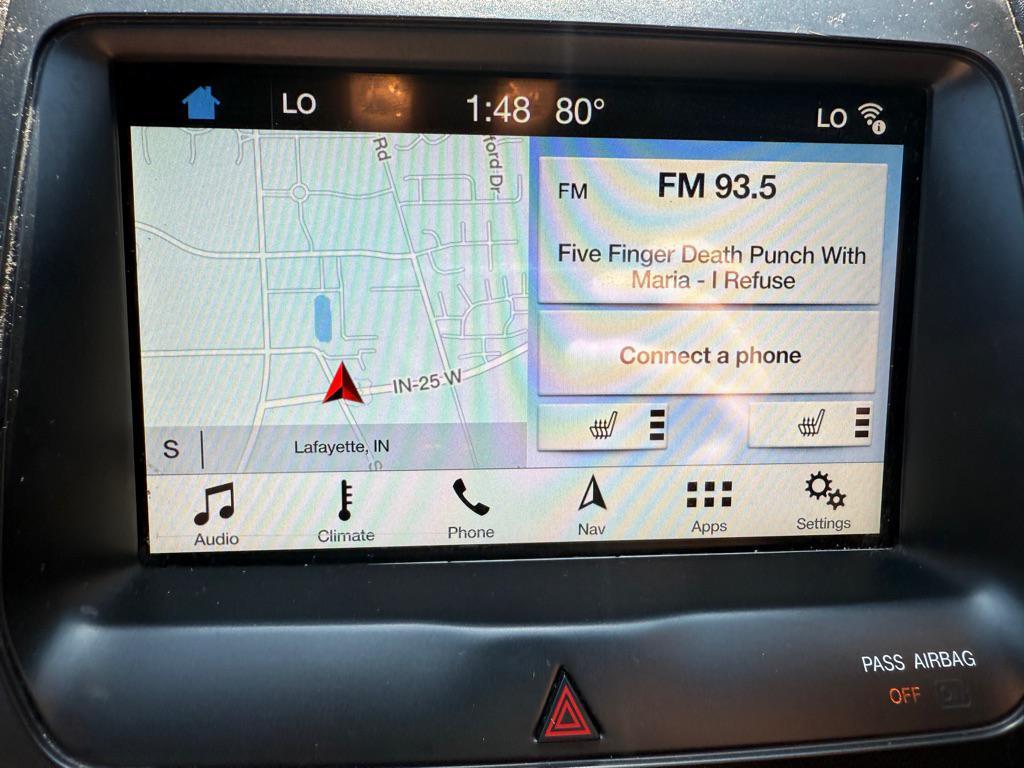 LO
1:48 80°
LO
Rd
ford Dr
FM
FM 93.5
Five Finger Death Punch With
Maria - I Refuse
Connect a phone
IN-25 W
S
Lafayette, IN
Audio
Climate
Phone
Nav
Apps
Settings
PASS AIRBAG
OFF